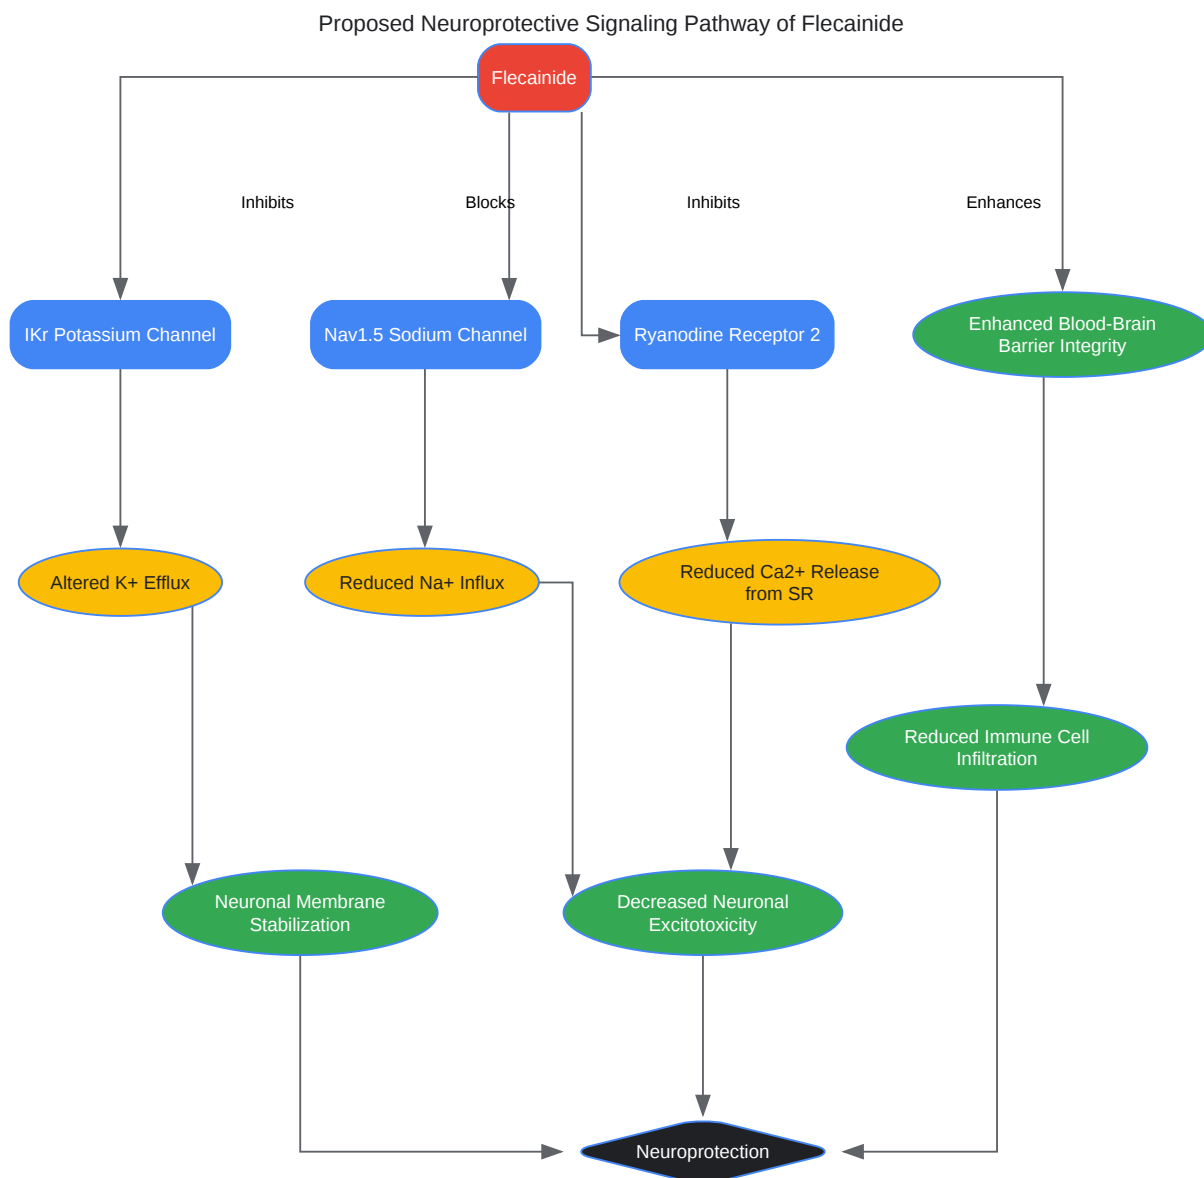 Proposed Neuroprotective Signaling Pathway of Flecainide
Flecainide
Inhibits
Blocks
Inhibits
Enhances
IKr Potassium Channel
Nav1.5 Sodium Channel
Ryanodine Receptor 2
Enhanced Blood-Brain
Barrier Integrity
Altered K+ Efflux
Reduced Na+ Influx
Reduced Ca2+ Release
from SR
Reduced Immune Cell
Infiltration
Neuronal Membrane
Stabilization
Decreased Neuronal
Excitotoxicity
Neuroprotection